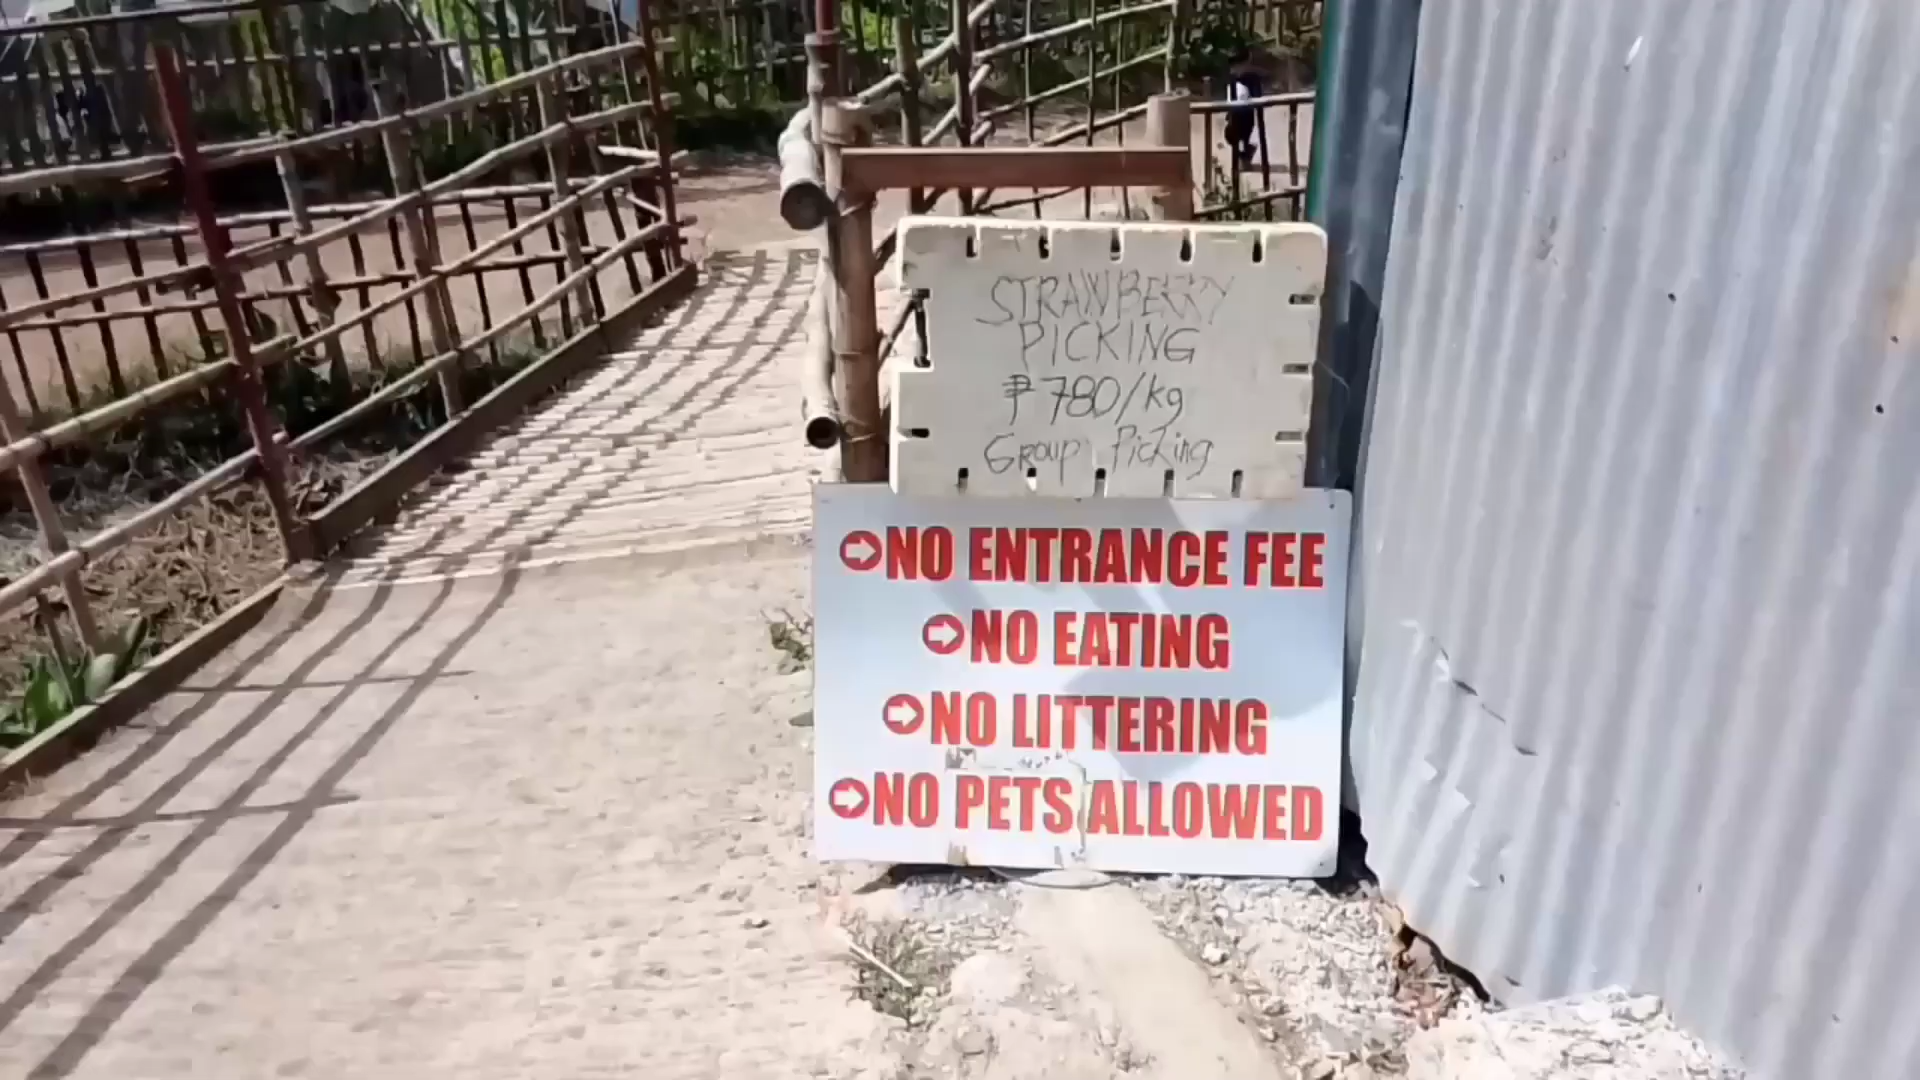 STRAWBERRY
PICKING
₱780/kg
Group Picking
NO ENTRANCE FEE
NO EATING
NO LITTERING
NO PETS ALLOWED